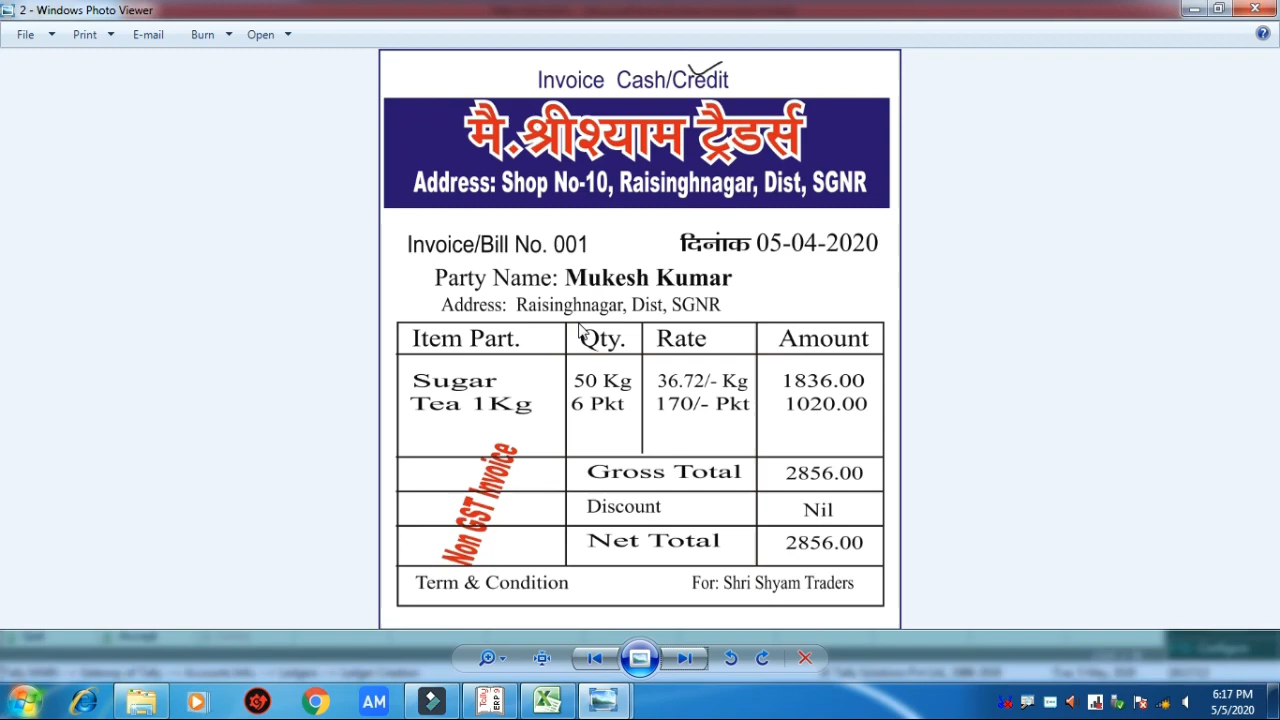 2 - Windows Photo Viewer
File Print E-mail Burn Open
Invoice Cash/Credit
मै.श्रीश्याम ट्रैडर्स
Address: Shop No-10, Raisinghnagar, Dist, SGNR
Invoice/Bill No. 001 दिनांक 05-04-2020
Party Name: Mukesh Kumar
Address: Raisinghnagar, Dist, SGNR
Item Part. Qty. Rate Amount
Sugar 50 Kg 36.72/- Kg 1836.00
Tea 1Kg 6 Pkt 170/- Pkt 1020.00
Gross Total 2856.00
Non GST Invoice
Discount Nil
Net Total 2856.00
Term & Condition For: Shri Shyam Traders
AM
Tally
ERP 9
6:17 PM
5/5/2020